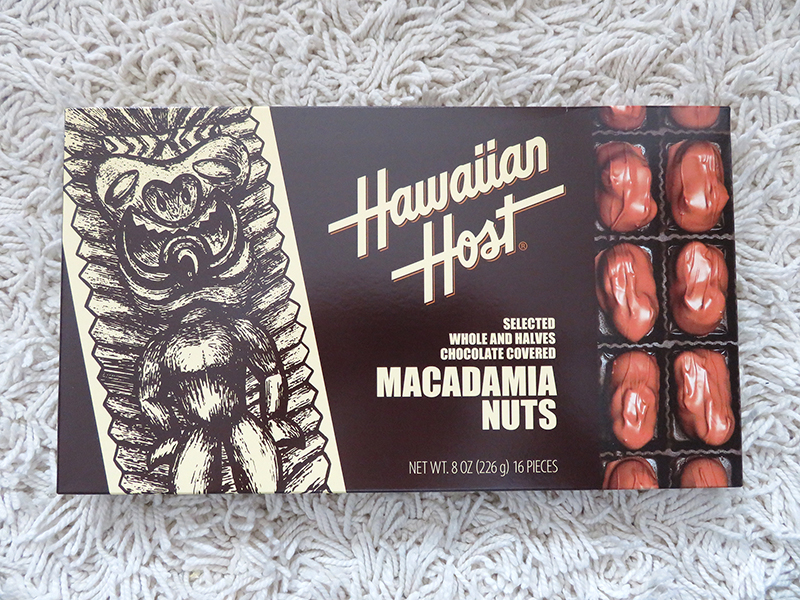 Hawaiian
Host®
SELECTED
WHOLE AND HALVES
CHOCOLATE COVERED
MACADAMIA
NUTS
NET WT. 8 OZ (226 g) 16 PIECES